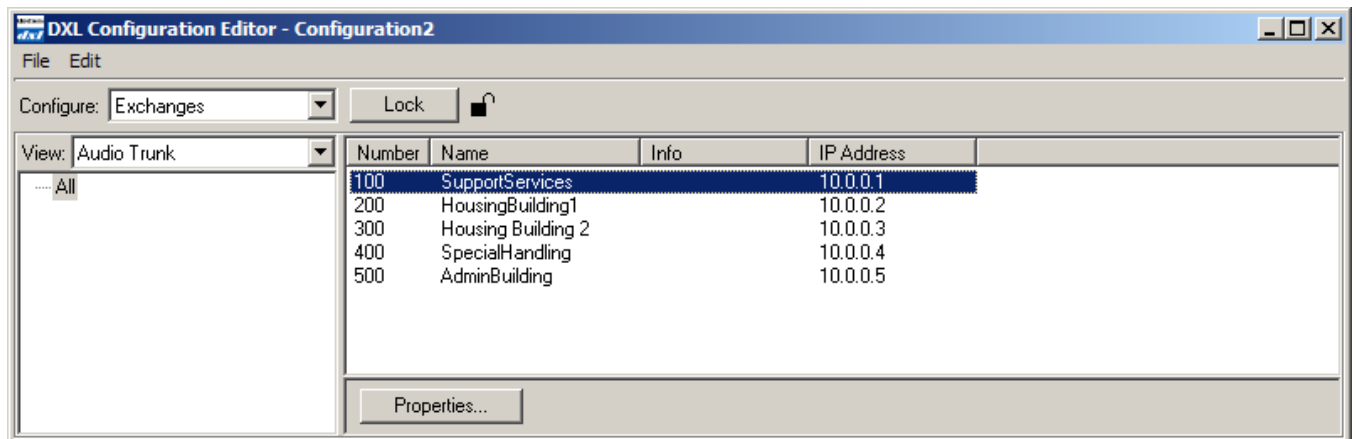 DXL Configuration Editor - Configuration2
File Edit
Configure: Exchanges Lock
View: Audio Trunk
All
Number Name Info IP Address
100 SupportServices 10.0.0.1
200 HousingBuilding1 10.0.0.2
300 Housing Building 2 10.0.0.3
400 SpecialHandling 10.0.0.4
500 AdminBuilding 10.0.0.5
Properties...